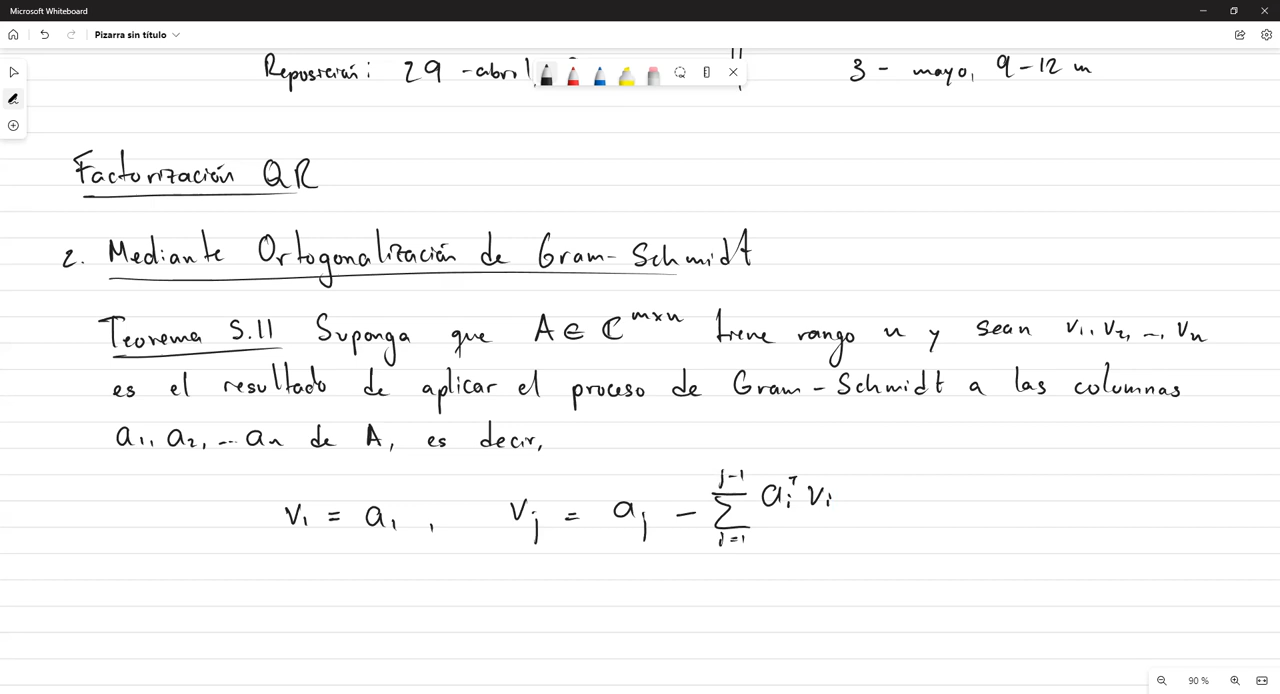 Microsoft Whiteboard
Pizarra sin título
Reposición: 29 - abril
3 - mayo, 9-12 m
Factorización QR
2. Mediante Ortogonalización de Gram-Schmidt
Teorema 5.11 Suponga que A ∈ ℂ^{m×n} tiene rango n y sean v₁, v₂, ..., vₙ
es el resultado de aplicar el proceso de Gram-Schmidt a las columnas
a₁, a₂, ... aₙ de A, es decir,
v₁ = a₁, vⱼ = aⱼ - ∑_{j=1}^{j-1} aᵢᵀ vᵢ
90 %